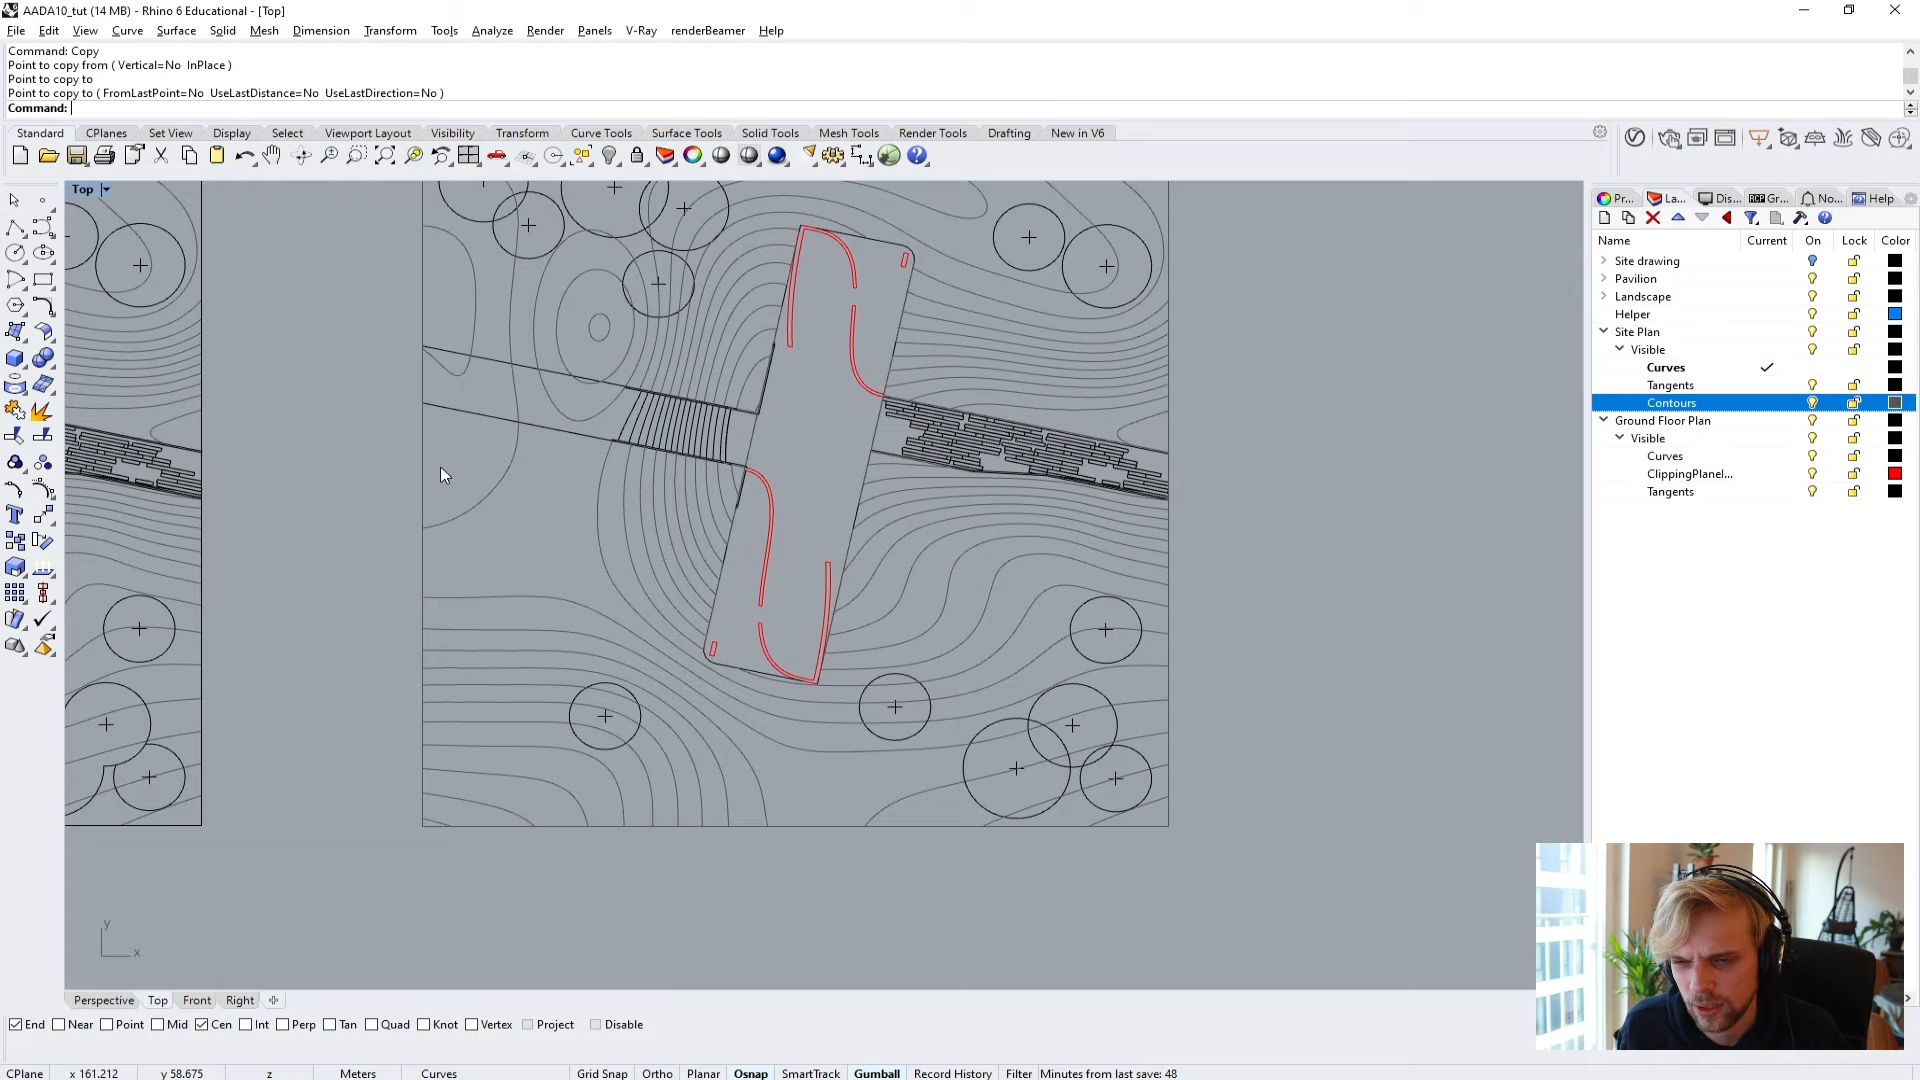 AADA10_tut (14 MB) - Rhino 6 Educational - [Top]
File Edit View Curve Surface Solid Mesh Dimension Transform Tools Analyze Render Panels V-Ray renderBeamer Help
Command: Copy
Point to copy from ( Vertical=No InPlace )
Point to copy to
Point to copy to ( FromLastPoint=No UseLastDistance=No UseLastDirection=No )
Command:
Standard CPlanes Set View Display Select Viewport Layout Visibility Transform Curve Tools Surface Tools Solid Tools Mesh Tools Render Tools Drafting New in V6
Top
Pr... La... Dis... Gr... No... Help
Name Current On Lock Color
Site drawing
Pavilion
Landscape
Helper
Site Plan
Visible
Curves
Tangents
Contours
Ground Floor Plan
Visible
Curves
ClippingPlanel...
Tangents
y
x
Perspective Top Front Right
End Near Point Mid Cen Int Perp Tan Quad Knot Vertex Project Disable
CPlane x 161.212 y 58.675 z Meters Curves Grid Snap Ortho Planar Osnap SmartTrack Gumball Record History Filter Minutes from last save: 48